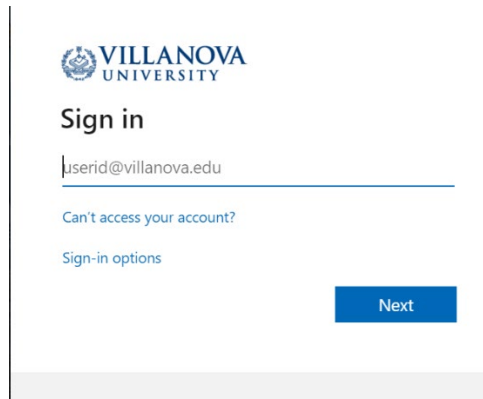 VILLANOVA
UNIVERSITY
Sign in
userid@villanova.edu
Can't access your account?
Sign-in options
Next